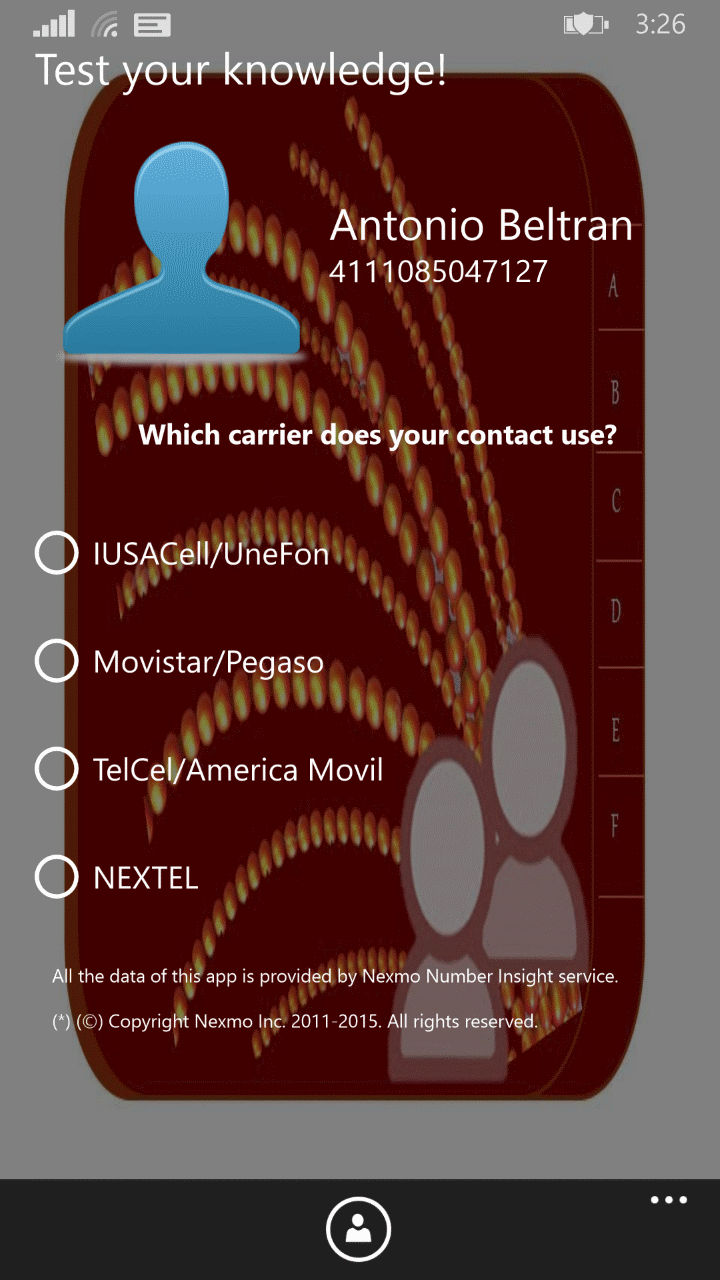 3:26
Test your knowledge!
Antonio Beltran
4111085047127
A
B
Which carrier does your contact use?
C
IUSACell/UneFon
D
Movistar/Pegaso
E
TelCel/America Movil
F
NEXTEL
All the data of this app is provided by Nexmo Number Insight service.
(*) (©) Copyright Nexmo Inc. 2011-2015. All rights reserved.